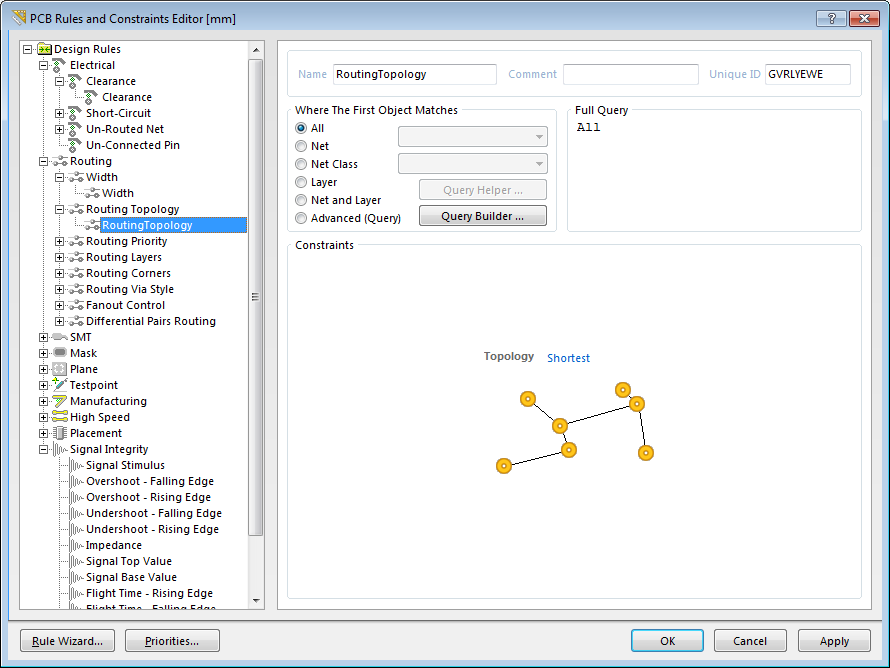 PCB Rules and Constraints Editor [mm]
Design Rules
Electrical
Clearance
Clearance
Short-Circuit
Un-Routed Net
Un-Connected Pin
Routing
Width
Width
Routing Topology
RoutingTopology
Routing Priority
Routing Layers
Routing Corners
Routing Via Style
Fanout Control
Differential Pairs Routing
SMT
Mask
Plane
Testpoint
Manufacturing
High Speed
Placement
Signal Integrity
Signal Stimulus
Overshoot - Falling Edge
Overshoot - Rising Edge
Undershoot - Falling Edge
Undershoot - Rising Edge
Impedance
Signal Top Value
Signal Base Value
Flight Time - Rising Edge
Flight Time - Falling Edge
Name RoutingTopology Comment Unique ID GVRLYEWE
Where The First Object Matches
All
Net
Net Class
Layer
Net and Layer
Advanced (Query)
Query Helper ...
Query Builder ...
Full Query
All
Constraints
Topology Shortest
Rule Wizard... Priorities... OK Cancel Apply